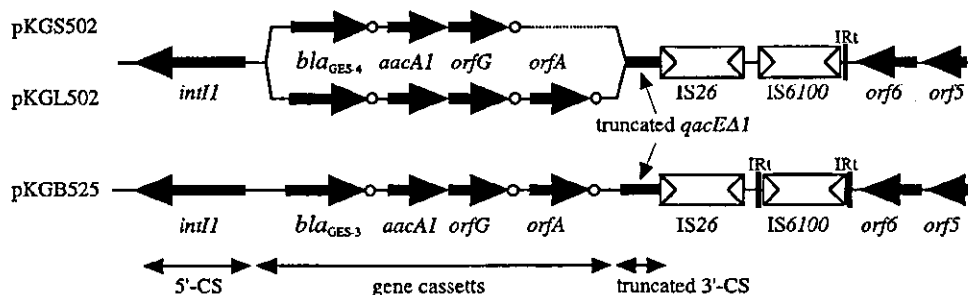 pKGS502
IRt
blaGES-4 aacA1 orfG orfA
intI1 IS26 IS6100 orf6 orf5
pKGL502
truncated qacEΔ1
pKGB525
IRt IRt
intI1 blaGES-3 aacA1 orfG orfA IS26 IS6100 orf6 orf5
5'-CS gene cassetts truncated 3'-CS